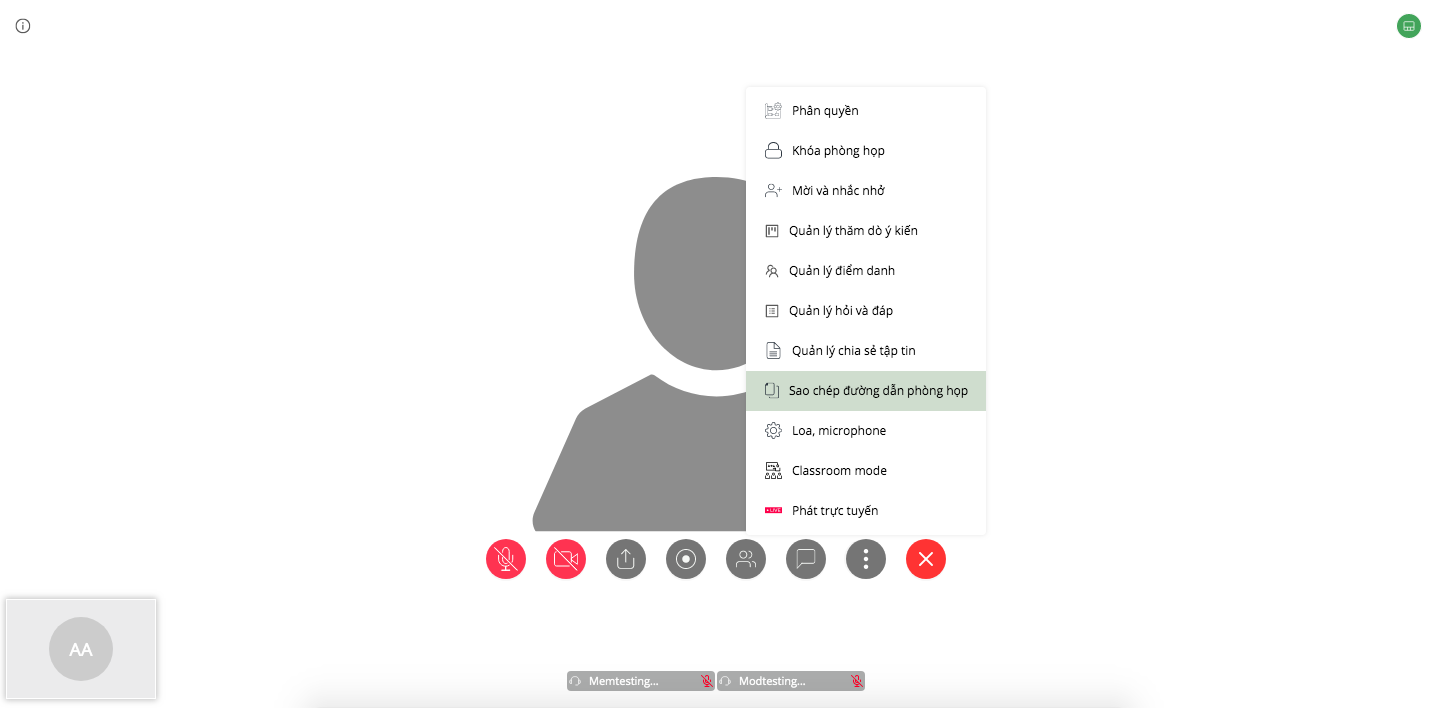 Phân quyền
Khóa phòng họp
Mời và nhắc nhở
Quản lý thăm dò ý kiến
Quản lý điểm danh
Quản lý hỏi và đáp
Quản lý chia sẻ tập tin
Sao chép đường dẫn phòng họp
Loa, microphone
Classroom mode
LIVE
Phát trực tuyến
AA
Memtesting...
Modtesting...